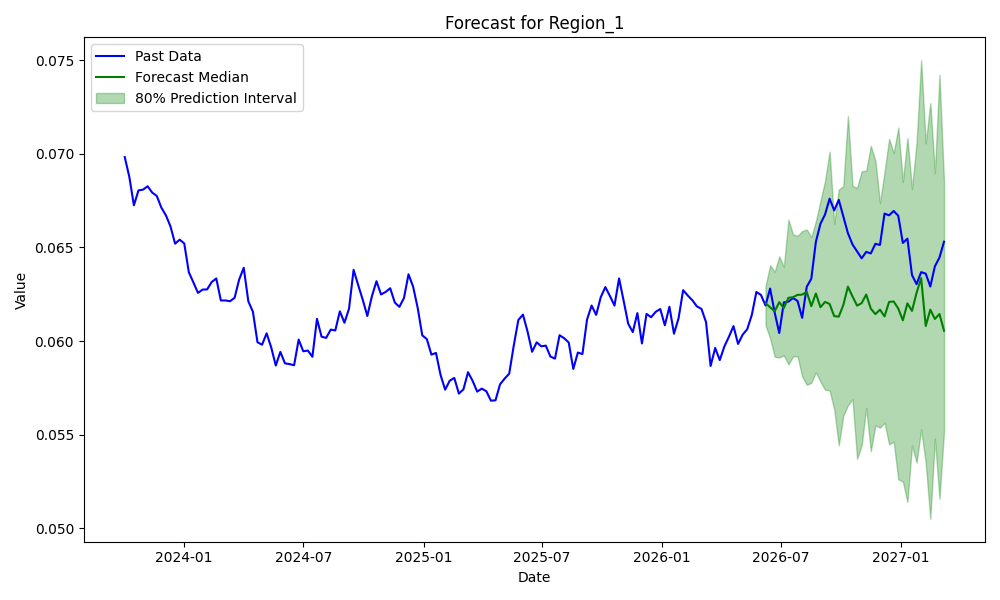 Forecast for Region_1
Past Data
Forecast Median
80% Prediction Interval
Value
0.075
0.070
0.065
0.060
0.055
0.050
2024-01
2024-07
2025-01
2025-07
2026-01
2026-07
2027-01
Date